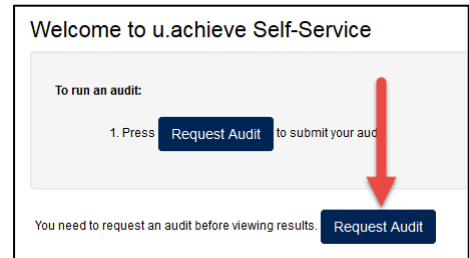 Welcome to u.achieve Self-Service
To run an audit:
1. Press Request Audit to submit your aud
You need to request an audit before viewing results. Request Audit